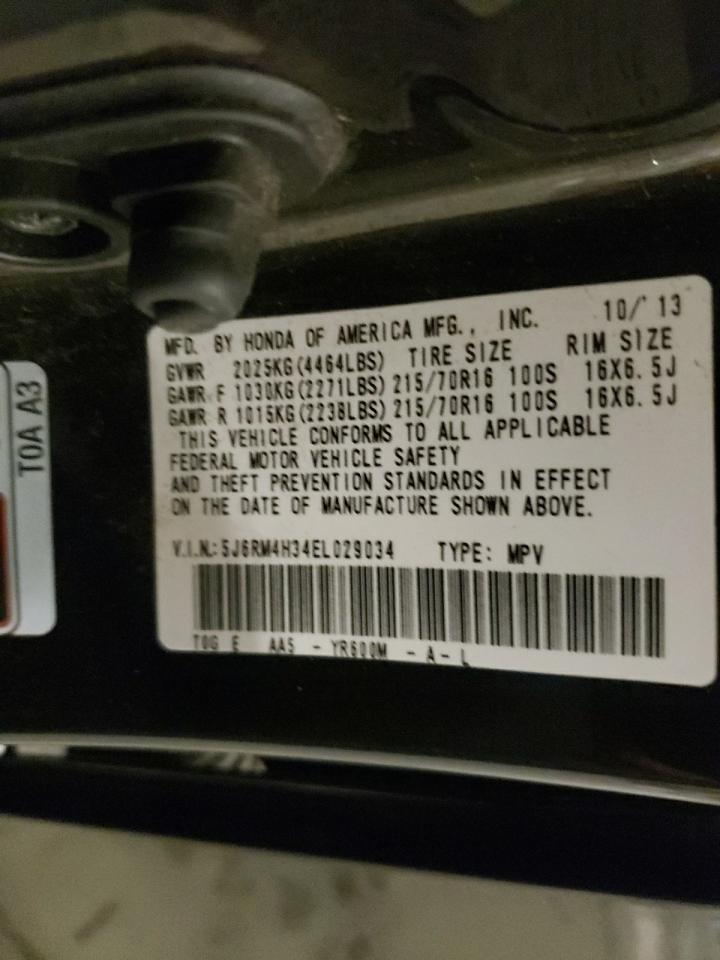 MFD. BY HONDA OF AMERICA MFG., INC. 10/ 13
GVWR 2025KG(4464LBS) TIRE SIZE RIM SIZE
GAWR F 1030KG(2271LBS) 215/70R16 100S 16X6.5J
GAWR R 1015KG(2238LBS) 215/70R16 100S 16X6.5J
THIS VEHICLE CONFORMS TO ALL APPLICABLE
FEDERAL MOTOR VEHICLE SAFETY
AND THEFT PREVENTION STANDARDS IN EFFECT
ON THE DATE OF MANUFACTURE SHOWN ABOVE.
V.I.N.: 5J6RM4H34EL029034 TYPE: MPV
T0G E AA5 - YR600M - A - L
T0A A3